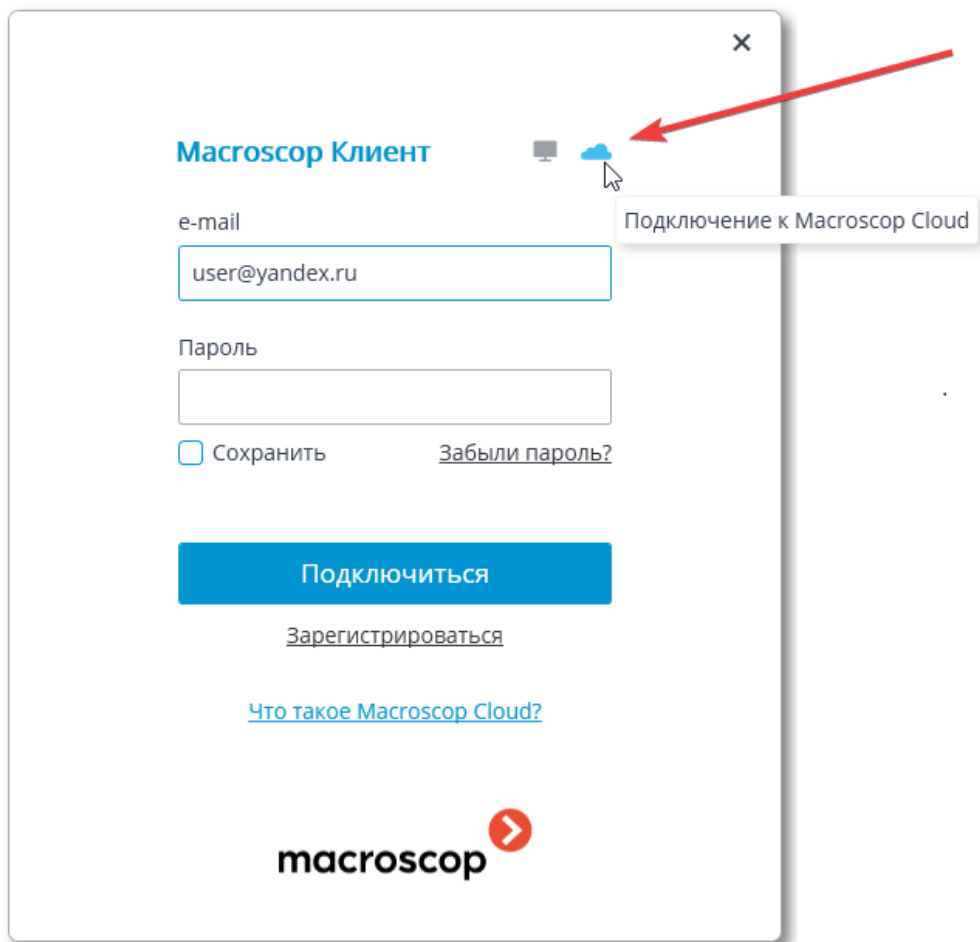 Macroscop Клиент
e-mail
Подключение к Macroscop Cloud
user@yandex.ru
Пароль
Сохранить
Забыли пароль?
Подключиться
Зарегистрироваться
Что такое Macroscop Cloud?
macroscop